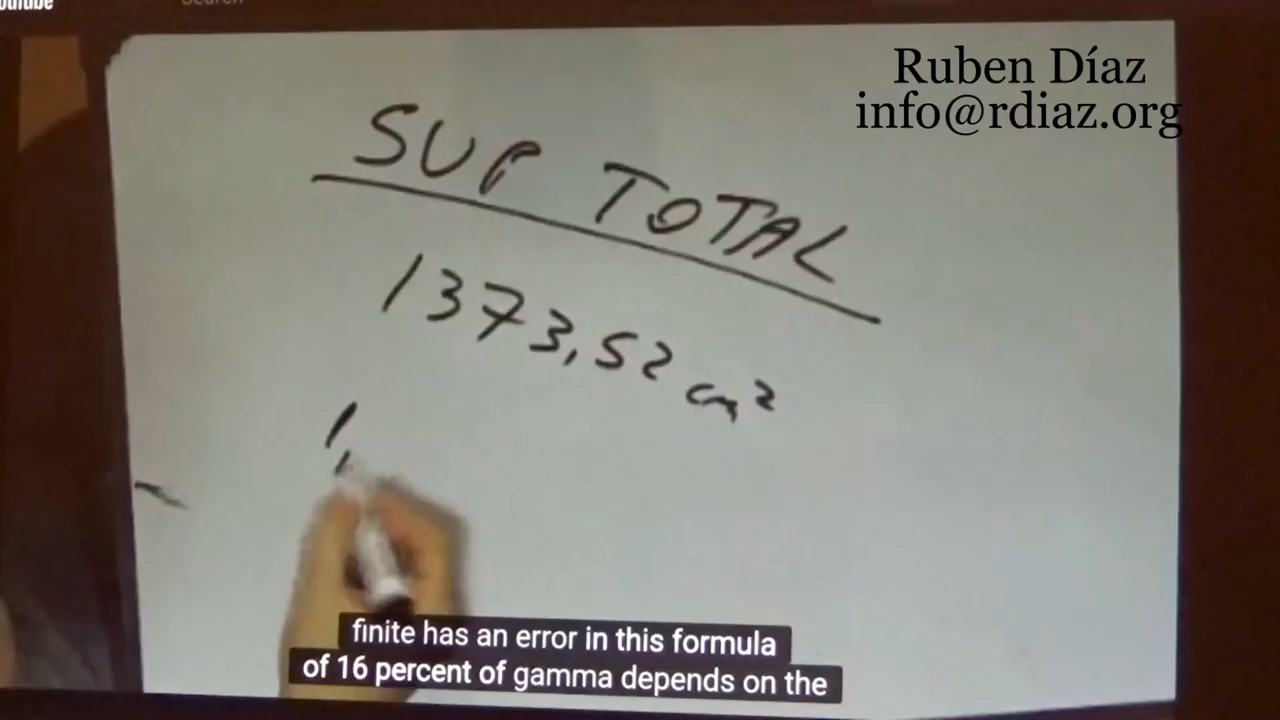 Ruben Díaz
info@rdiaz.org
SUP TOTAL
1373,52 cm²
1,
finite has an error in this formula
of 16 percent of gamma depends on the